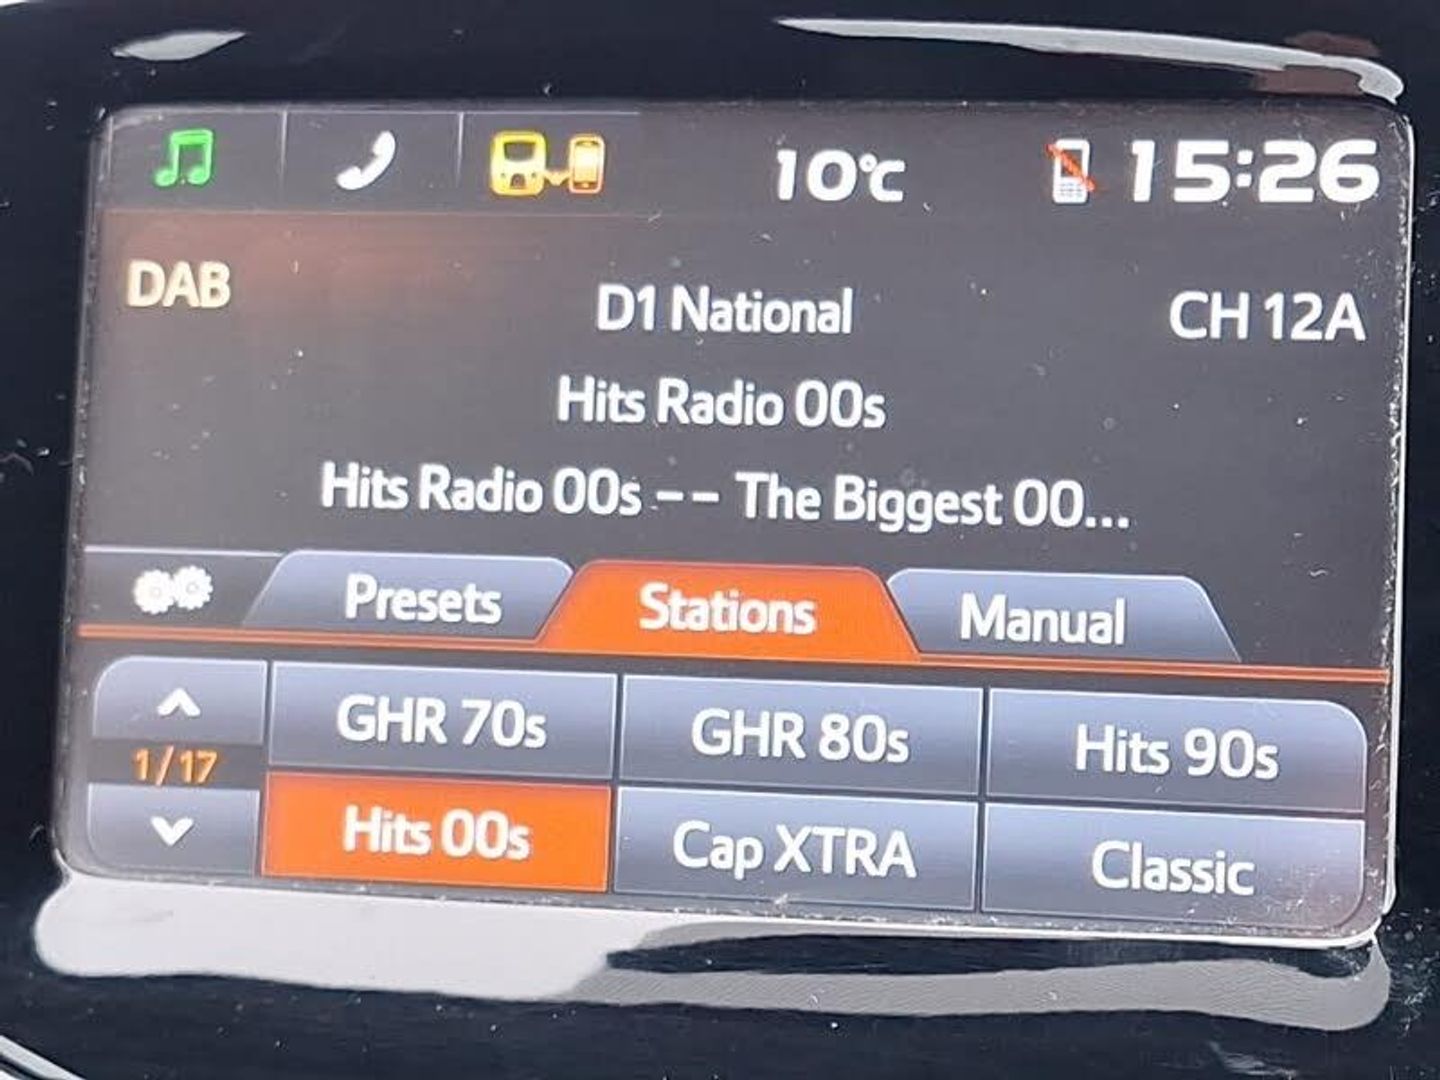 10°C 15:26
DAB D1 National CH 12A
Hits Radio 00s
Hits Radio 00s -- The Biggest 00...
Presets Stations Manual
GHR 70s GHR 80s Hits 90s
1/17
Hits 00s Cap XTRA Classic